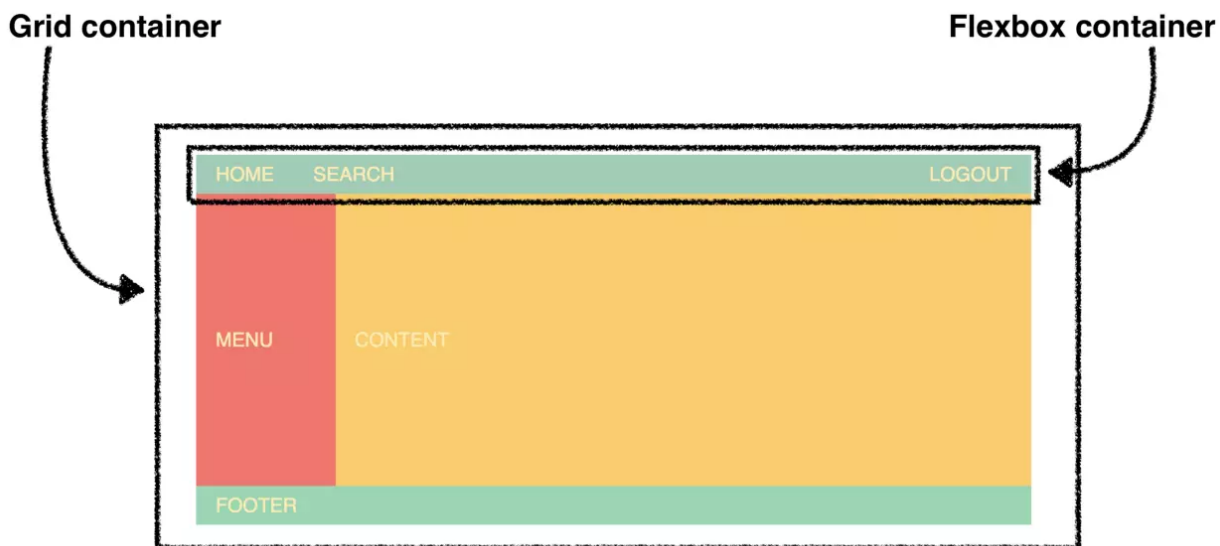 Grid container
Flexbox container
HOME SEARCH LOGOUT
MENU CONTENT
FOOTER